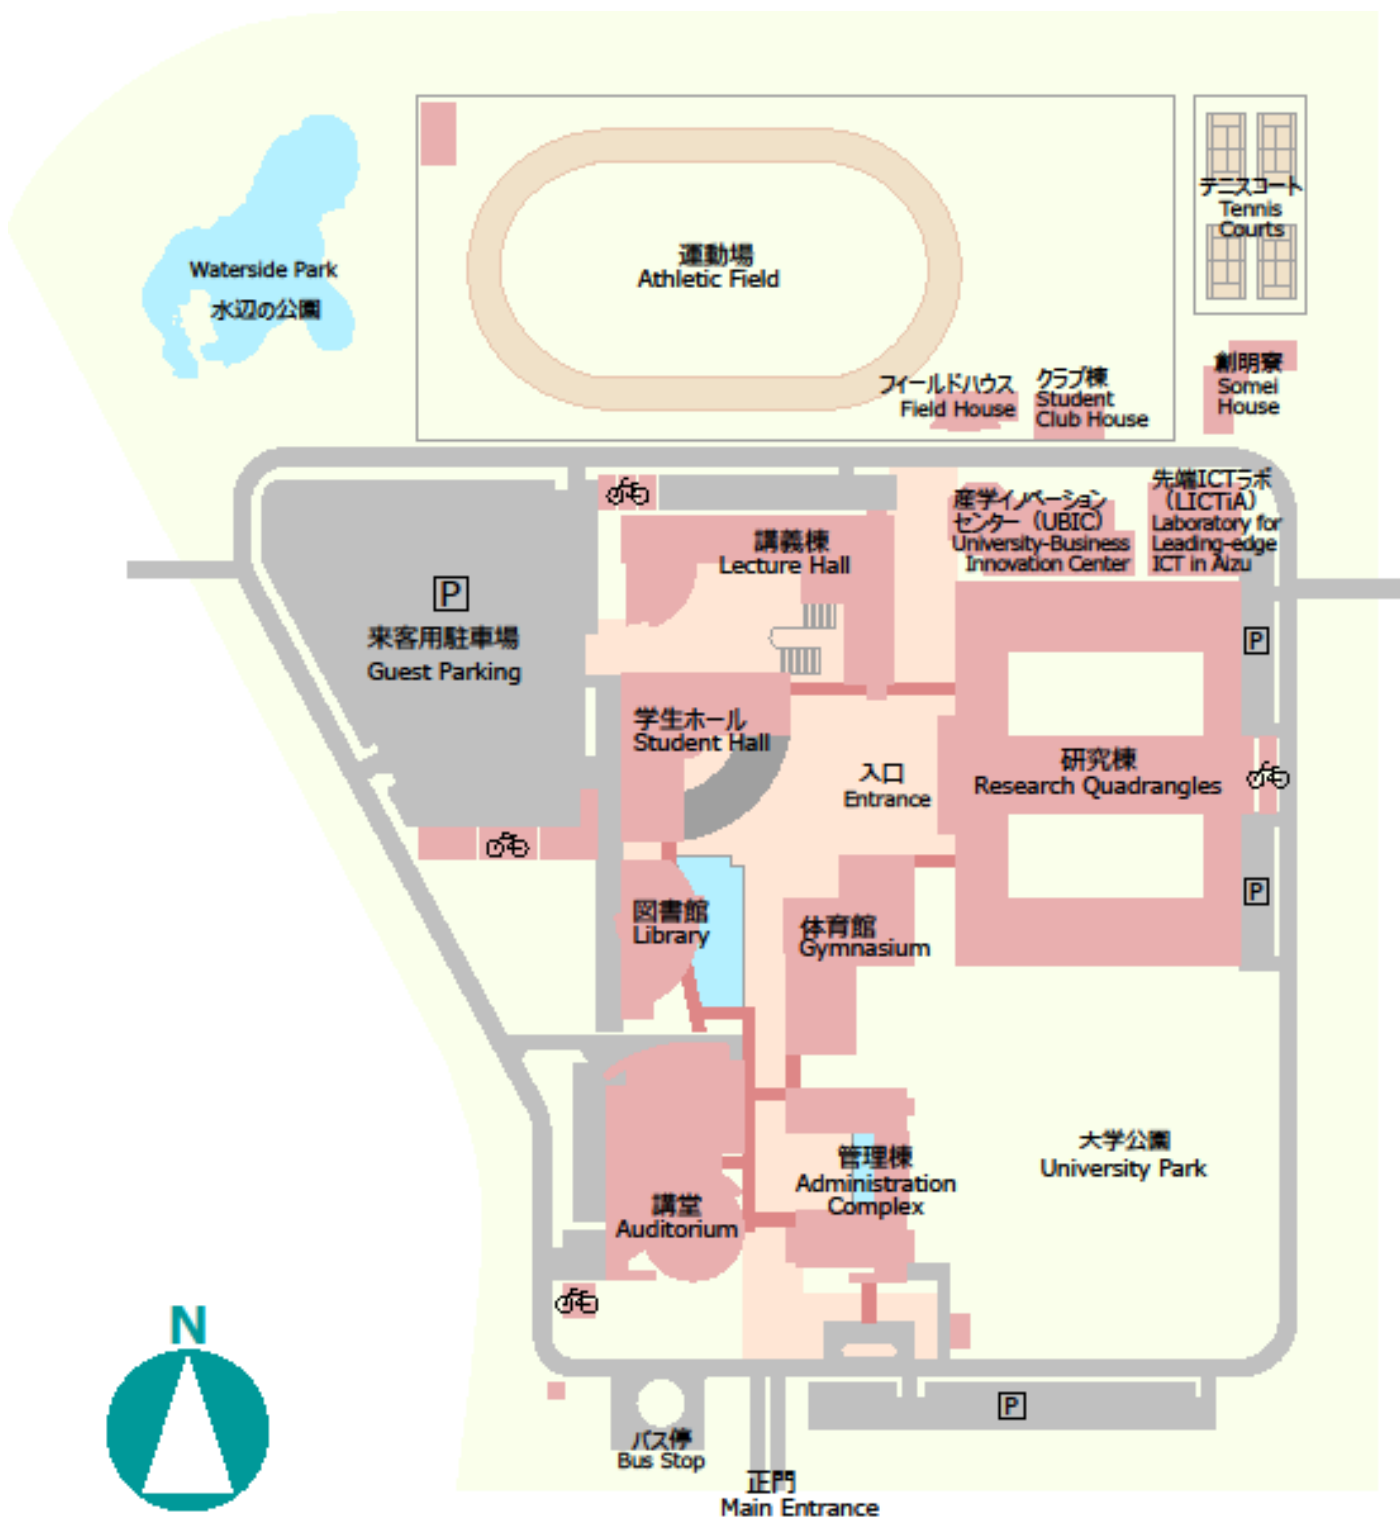 テニスコート
Tennis
Courts
運動場
Athletic Field
Waterside Park
水辺の公園
フィールドハウス
Field House
クラブ棟
Student
Club House
創明寮
Somei
House
先端ICTラボ
（LICTiA）
Laboratory for
Leading-edge
ICT in Aizu
産学イノベーション
センター（UBIC）
University-Business
Innovation Center
講義棟
Lecture Hall
P
来客用駐車場
Guest Parking
P
学生ホール
Student Hall
研究棟
Research Quadrangles
入口
Entrance
P
図書館
Library
体育館
Gymnasium
大学公園
University Park
管理棟
Administration
Complex
講堂
Auditorium
N
P
バス停
Bus Stop
正門
Main Entrance